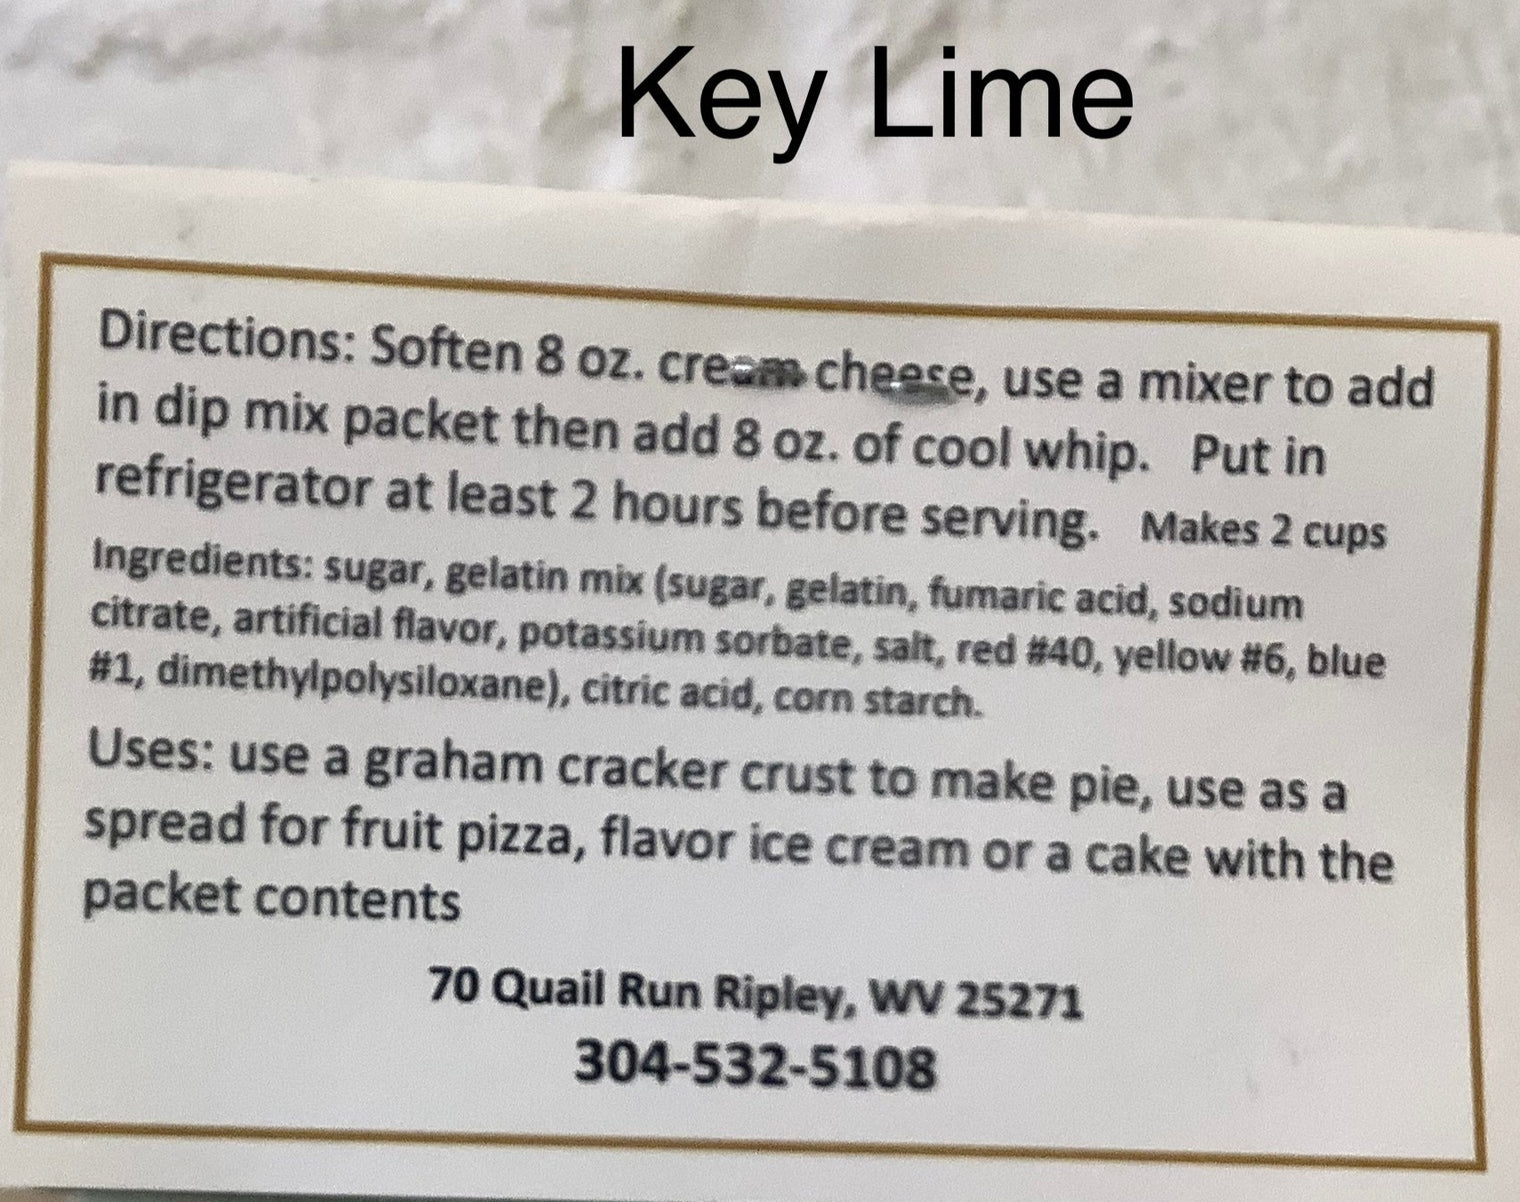 Key Lime
Directions: Soften 8 oz. cream cheese, use a mixer to add
in dip mix packet then add 8 oz. of cool whip. Put in
refrigerator at least 2 hours before serving. Makes 2 cups
Ingredients: sugar, gelatin mix (sugar, gelatin, fumaric acid, sodium
citrate, artificial flavor, potassium sorbate, salt, red #40, yellow #6, blue
#1, dimethylpolysiloxane), citric acid, corn starch.
Uses: use a graham cracker crust to make pie, use as a
spread for fruit pizza, flavor ice cream or a cake with the
packet contents
70 Quail Run Ripley, WV 25271
304-532-5108